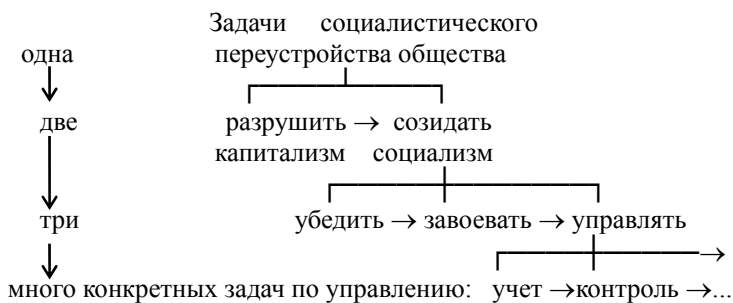 Задачи социалистического
одна переустройства общества
две разрушить → созидать
капитализм социализм
три убедить → завоевать → управлять
много конкретных задач по управлению: учет →контроль →...